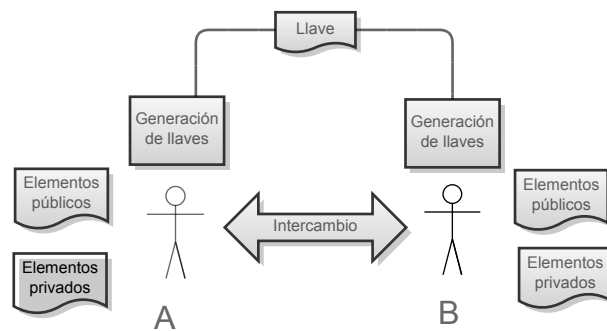 Llave
Generación
de llaves
Generación
de llaves
Elementos
públicos
Elementos
públicos
Intercambio
Elementos
privados
Elementos
privados
A
B